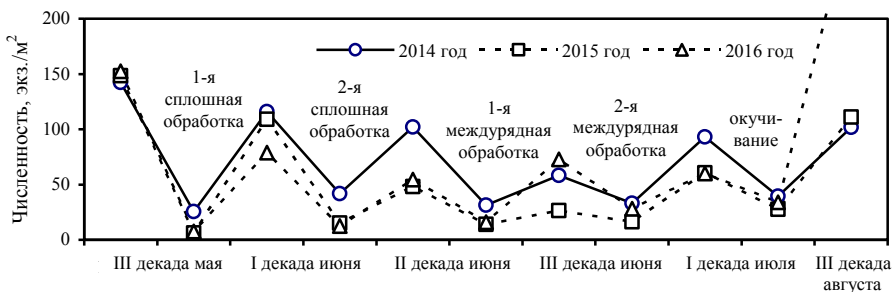 Численность, экз./м²
200
150
100
50
0
2014 год
2015 год
2016 год
1-я
сплошная
обработка
2-я
сплошная
обработка
1-я
междурядная
обработка
2-я
междурядная
обработка
окучи-
вание
III декада мая
I декада июня
II декада июня
III декада июня
I декада июля
III декада
августа